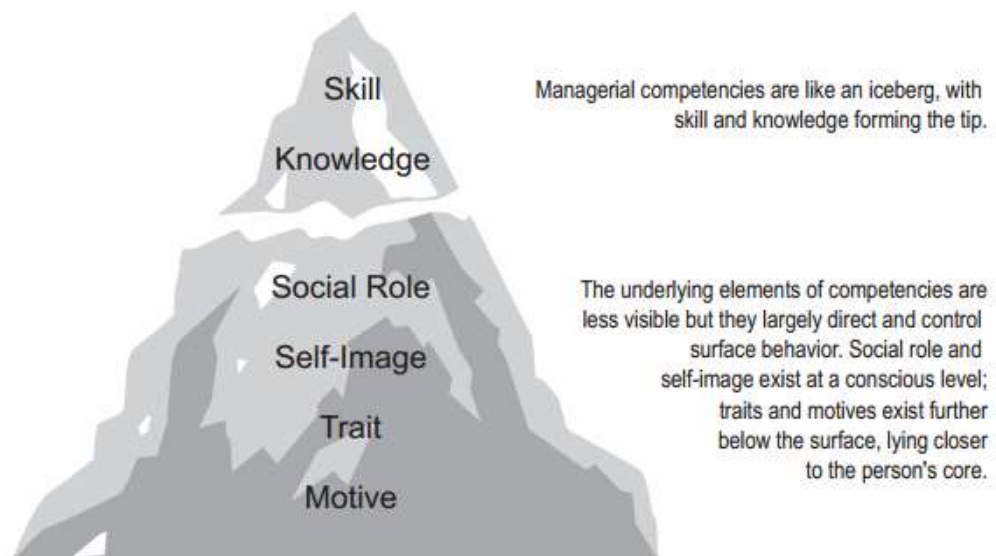 Skill
Knowledge
Managerial competencies are like an iceberg, with
skill and knowledge forming the tip.
Social Role
Self-Image
Trait
Motive
The underlying elements of competencies are
less visible but they largely direct and control
surface behavior. Social role and
self-image exist at a conscious level;
traits and motives exist further
below the surface, lying closer
to the person's core.